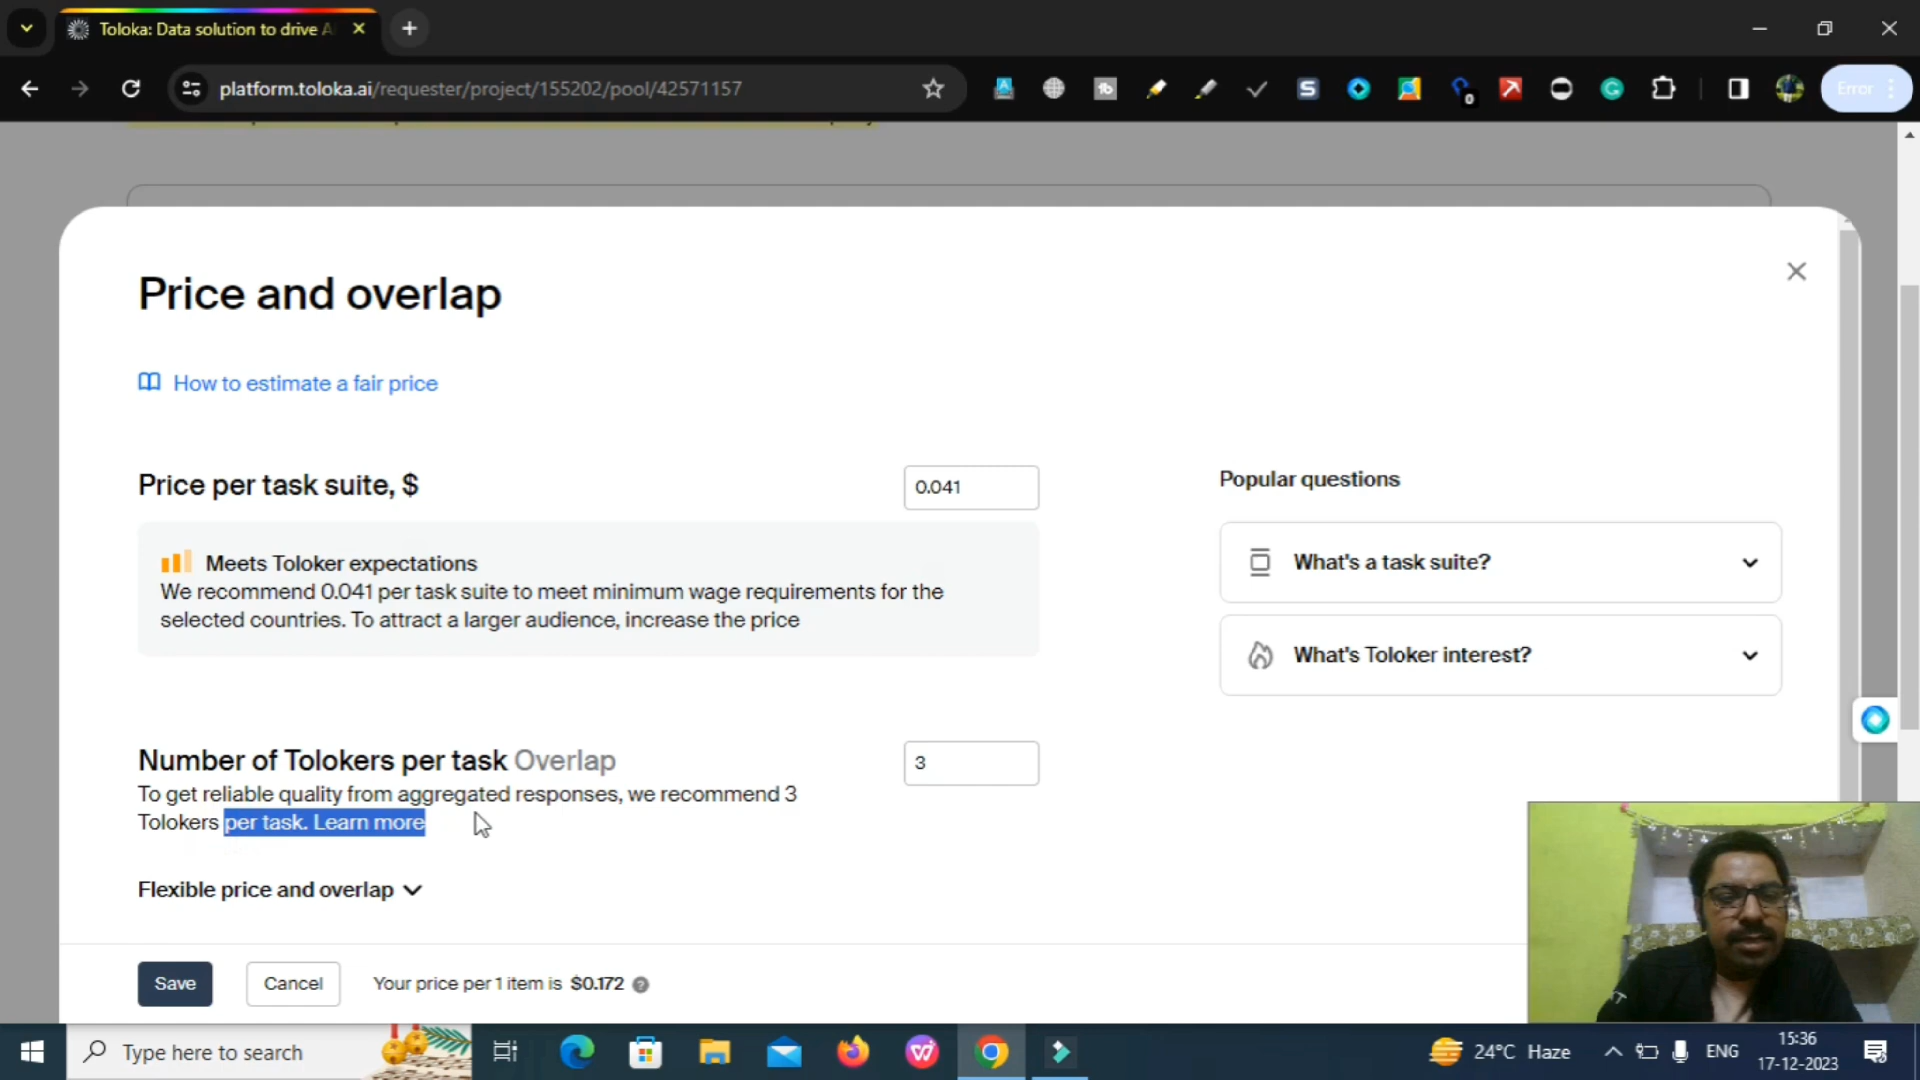 Toloka: Data solution to drive A
platform.toloka.ai/requester/project/155202/pool/42571157
Error
Price and overlap
How to estimate a fair price
Price per task suite, $
0.041
Meets Toloker expectations
We recommend 0.041 per task suite to meet minimum wage requirements for the
selected countries. To attract a larger audience, increase the price
Popular questions
What's a task suite?
What's Toloker interest?
Number of Tolokers per task Overlap
3
To get reliable quality from aggregated responses, we recommend 3
Tolokers per task. Learn more
Flexible price and overlap
Save
Cancel
Your price per 1 item is $0.172
Type here to search
24°C Haze
ENG
15:36
17-12-2023